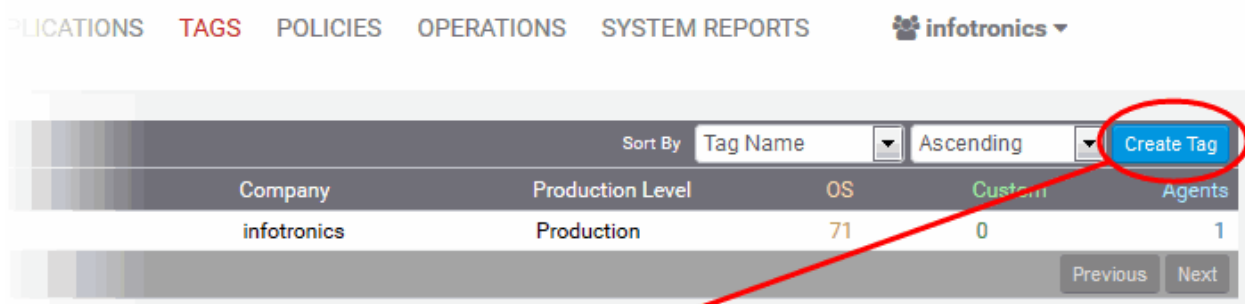 PLICATIONS TAGS POLICIES OPERATIONS SYSTEM REPORTS infotronics
Sort By Tag Name Ascending Create Tag
Company Production Level OS Custom Agents
infotronics Production 71 0 1
Previous Next